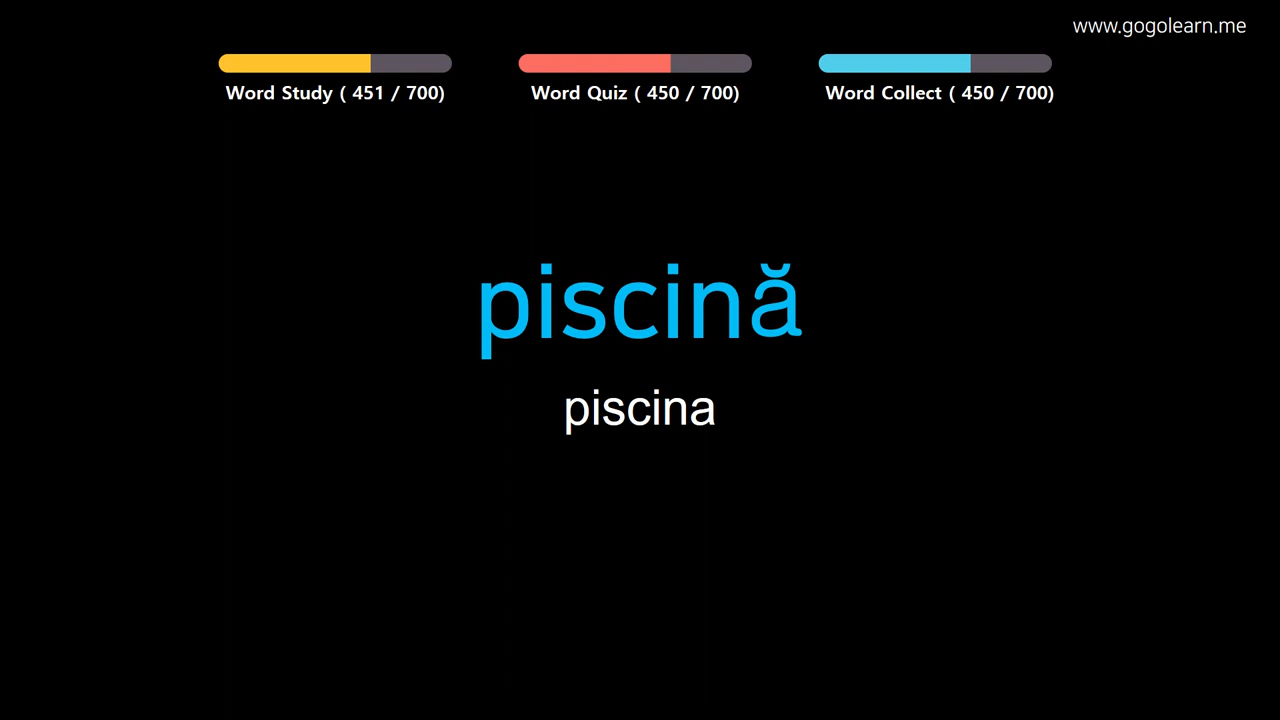 www.gogolearn.me
Word Study ( 451 / 700)
Word Quiz ( 450 / 700)
Word Collect ( 450 / 700)
piscină
piscina